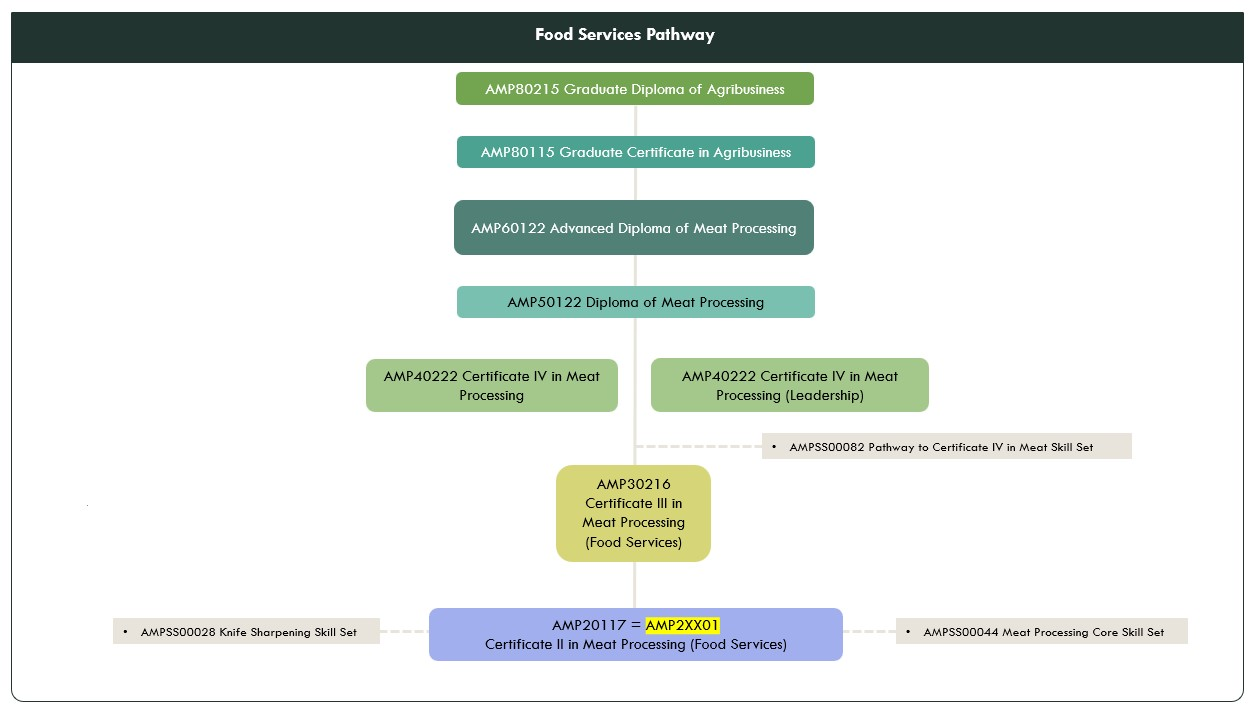 Food Services Pathway
AMP80215 Graduate Diploma of Agribusiness
AMP80115 Graduate Certificate in Agribusiness
AMP60122 Advanced Diploma of Meat Processing
AMP50122 Diploma of Meat Processing
AMP40222 Certificate IV in Meat
Processing
AMP40222 Certificate IV in Meat
Processing (Leadership)
• AMPSS00082 Pathway to Certificate IV in Meat Skill Set
AMP30216
Certificate III in
Meat Processing
(Food Services)
• AMPSS00028 Knife Sharpening Skill Set
AMP20117 = AMP2XX01
Certificate II in Meat Processing (Food Services)
• AMPSS00044 Meat Processing Core Skill Set